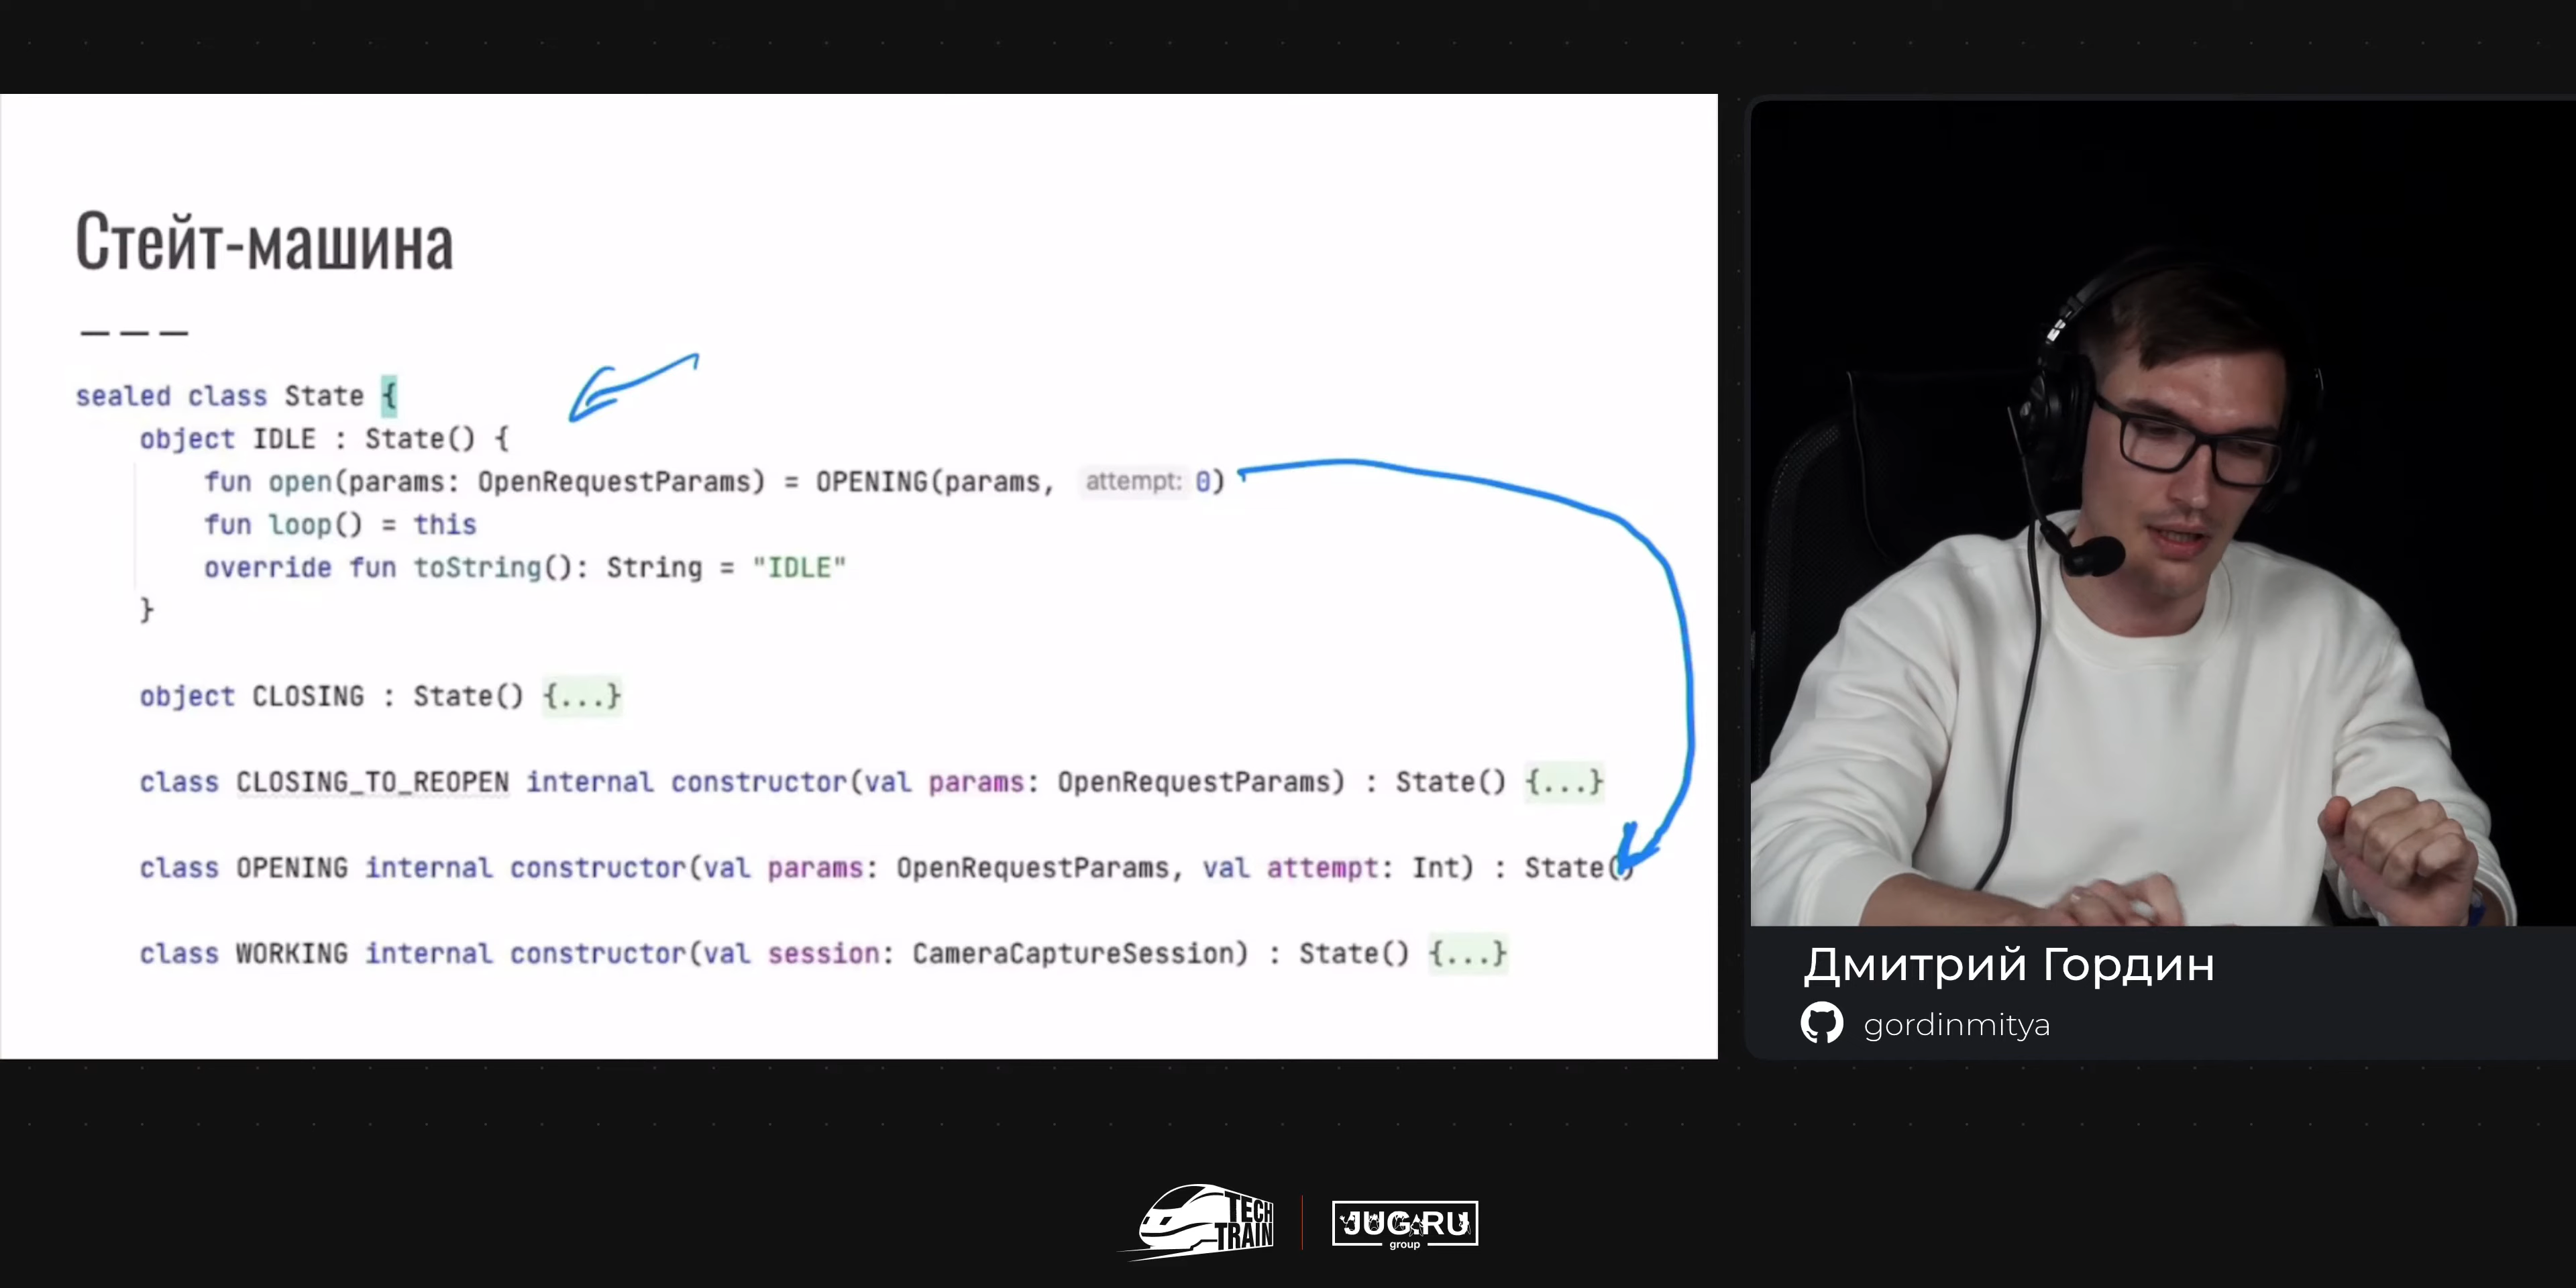 Стейт-машина
sealed class State {
object IDLE : State() {
fun open(params: OpenRequestParams) = OPENING(params, attempt: 0)
fun loop() = this
override fun toString(): String = "IDLE"
}
object CLOSING : State() {...}
class CLOSING_TO_REOPEN internal constructor(val params: OpenRequestParams) : State() {...}
class OPENING internal constructor(val params: OpenRequestParams, val attempt: Int) : State()
class WORKING internal constructor(val session: CameraCaptureSession) : State() {...}
Дмитрий Гордин
gordinmitya
TECH
TRAIN
JUG.RU
group